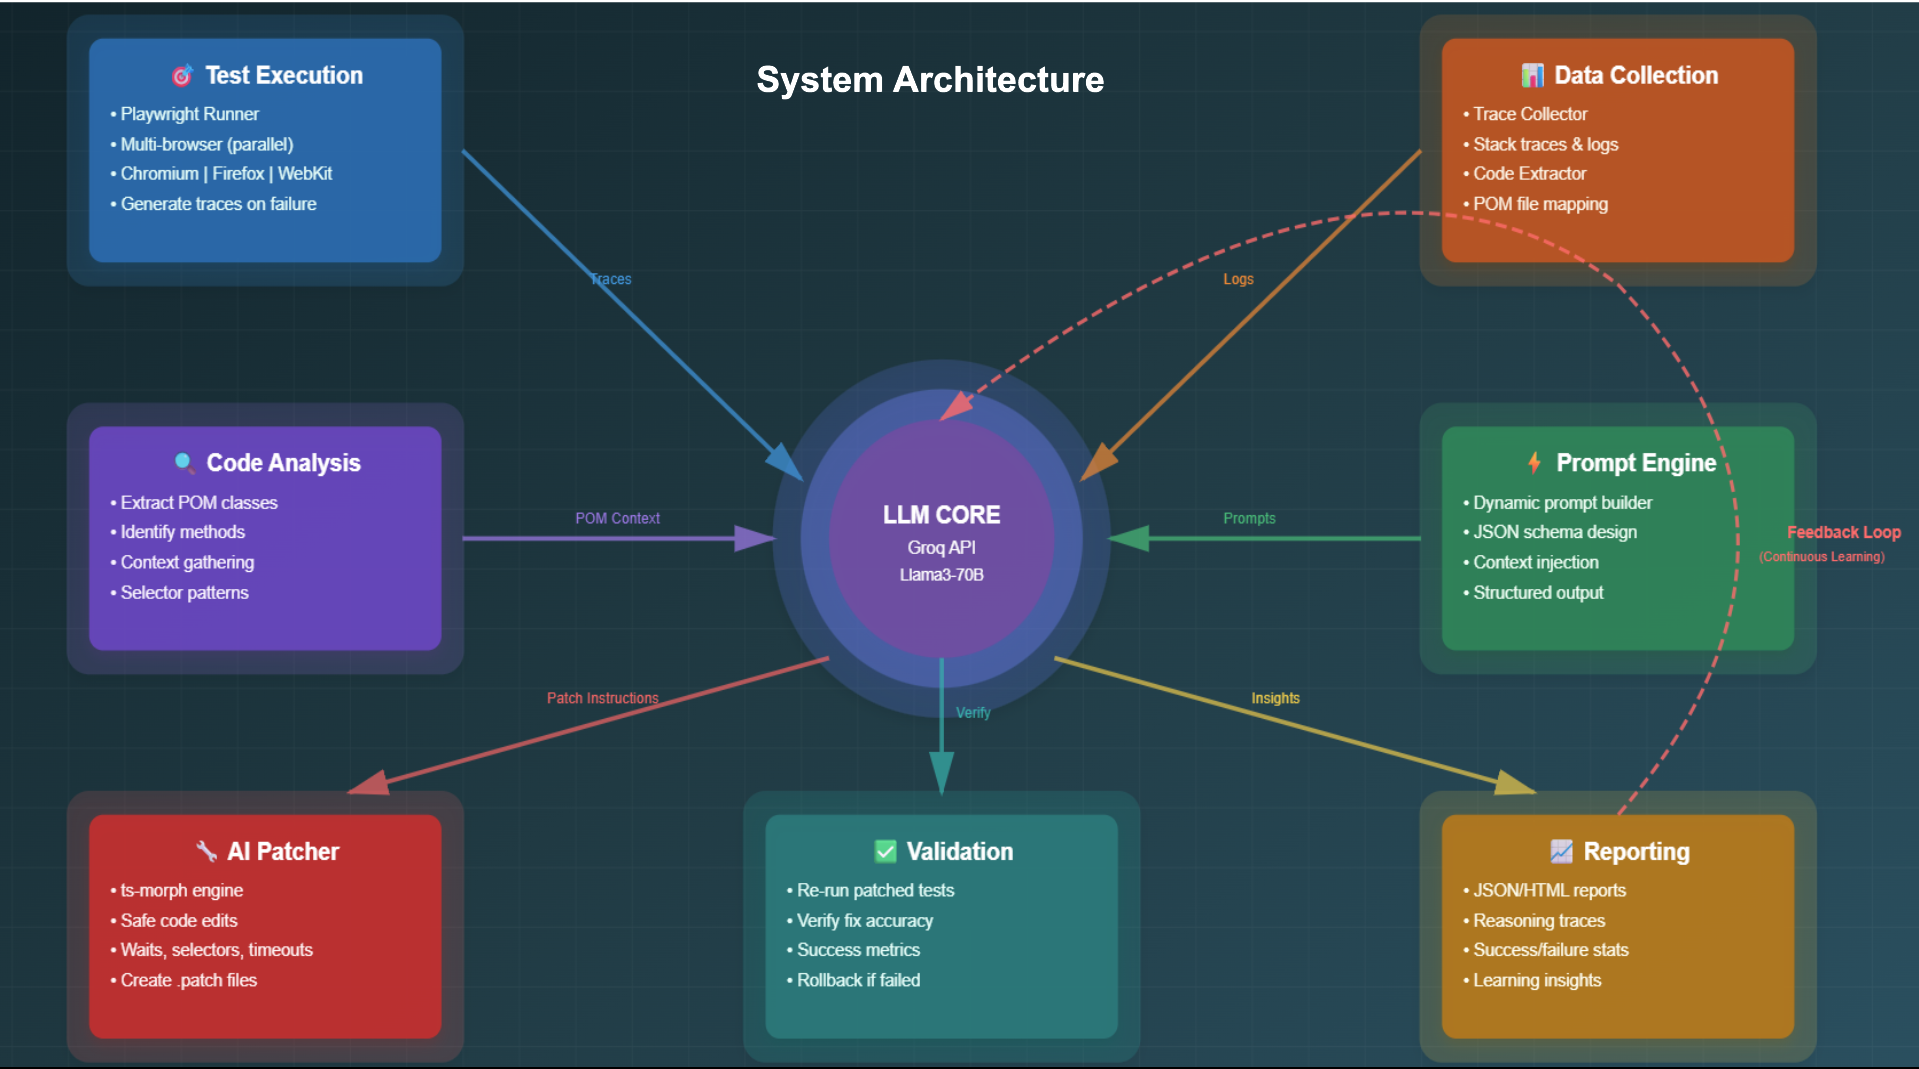 System Architecture
Test Execution
• Playwright Runner
• Multi-browser (parallel)
• Chromium | Firefox | WebKit
• Generate traces on failure
Data Collection
• Trace Collector
• Stack traces & logs
• Code Extractor
• POM file mapping
Traces
Logs
Code Analysis
• Extract POM classes
• Identify methods
• Context gathering
• Selector patterns
POM Context
LLM CORE
Groq API
Llama3-70B
Prompts
Prompt Engine
• Dynamic prompt builder
• JSON schema design
• Context injection
• Structured output
Feedback Loop
(Continuous Learning)
Patch Instructions
Verify
Insights
AI Patcher
• ts-morph engine
• Safe code edits
• Waits, selectors, timeouts
• Create .patch files
Validation
• Re-run patched tests
• Verify fix accuracy
• Success metrics
• Rollback if failed
Reporting
• JSON/HTML reports
• Reasoning traces
• Success/failure stats
• Learning insights